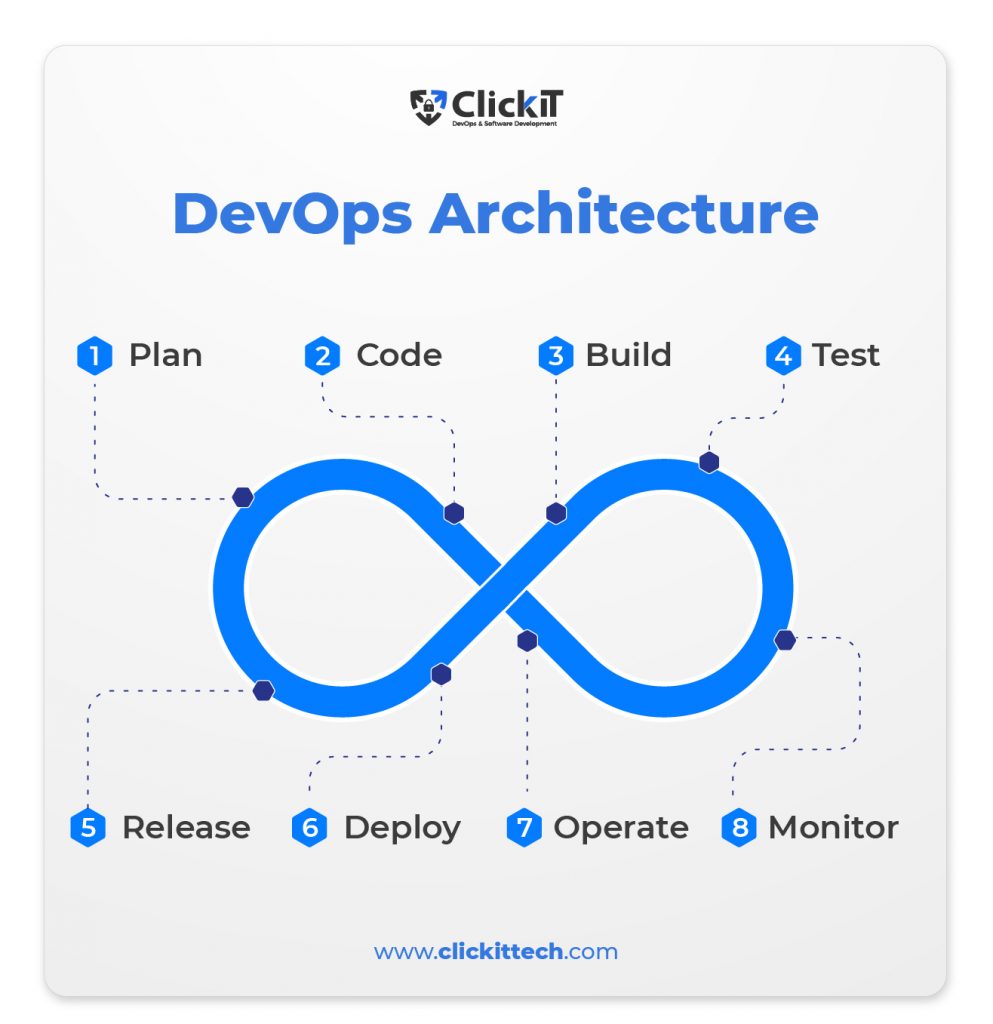 ClickIT
DevOps & Software Development
DevOps Architecture
1 Plan
2 Code
3 Build
4 Test
5 Release
6 Deploy
7 Operate
8 Monitor
www.clickittech.com